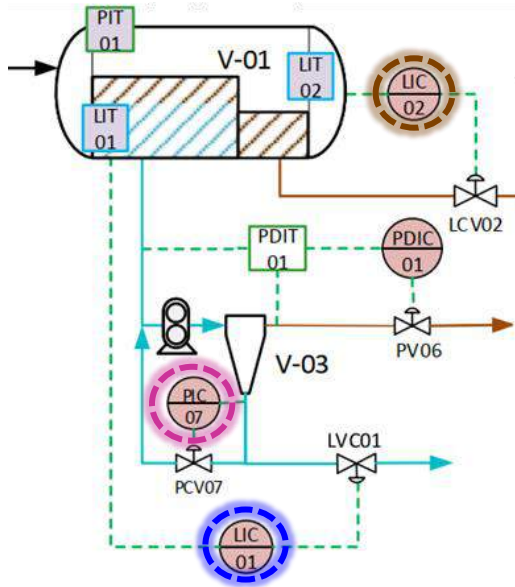 PIT
01
V-01
LIT
02
LIC
02
LIT
01
LCV02
PDIT
01
PDIC
01
PV06
V-03
PIC
07
LVC01
PCV07
LIC
01